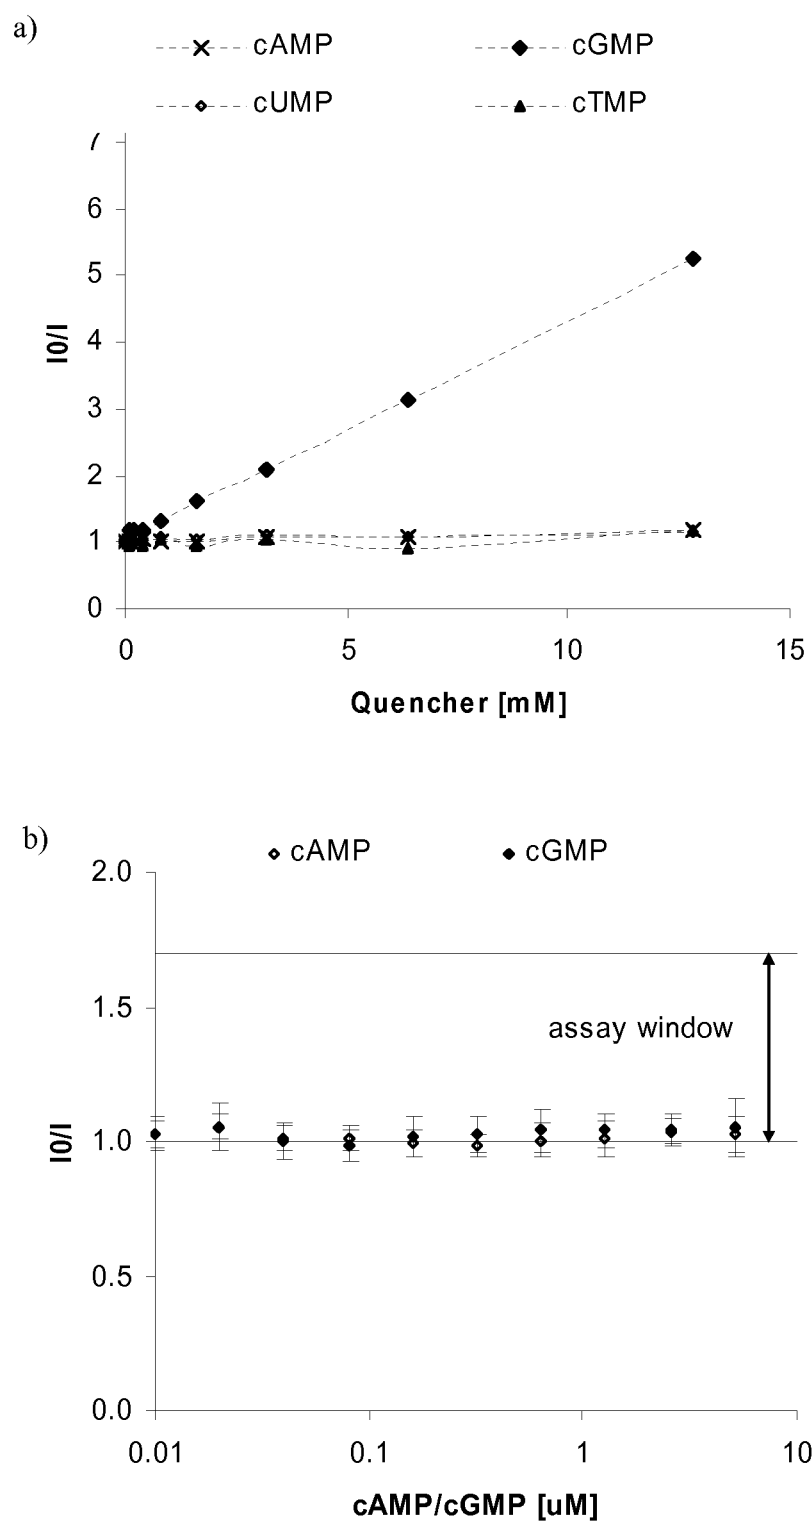 a)
cAMP cGMP
cUMP cTMP
7
6
5
4
3
2
1
0
I0/I
0 5 10 15
Quencher [mM]
b)
cAMP cGMP
2.0
1.5
1.0
0.5
0.0
I0/I
assay window
0.01 0.1 1 10
cAMP/cGMP [uM]